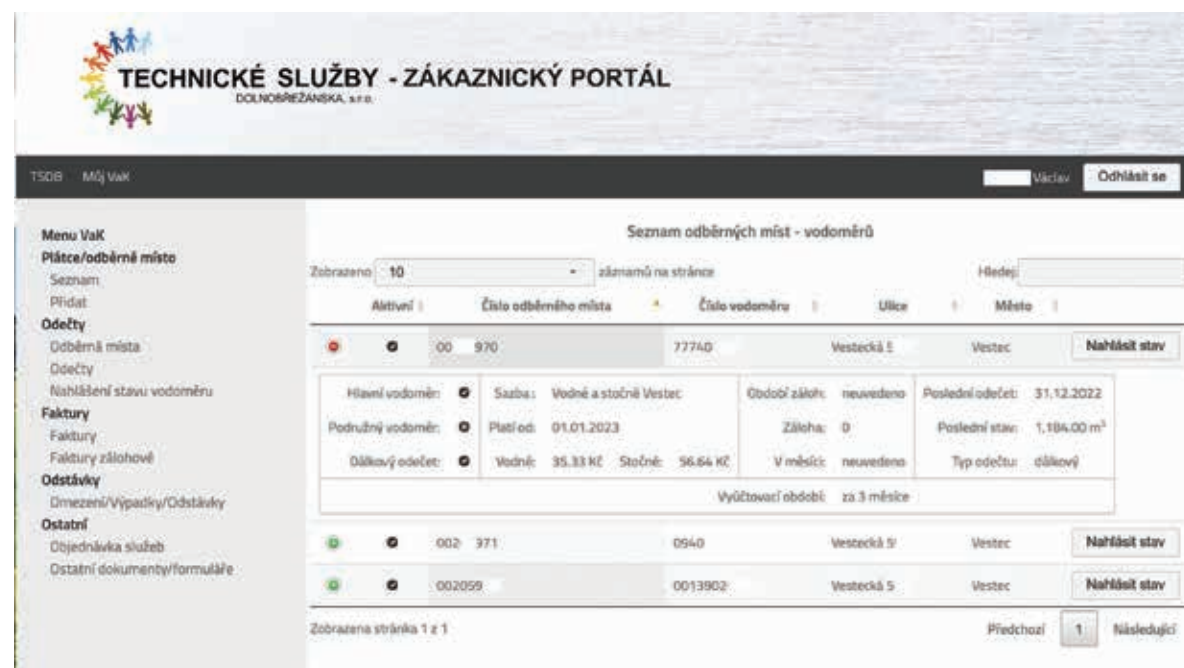 TECHNICKÉ SLUŽBY - ZÁKAZNICKÝ PORTÁL
DOLNOBŘEŽANSKA, s.r.o.
TSDB Můj VaK Václav Odhlásit se
Menu VaK
Plátce/odběrné místo
Seznam
Přidat
Odečty
Odběrná místa
Odečty
Nahlášení stavu vodoměru
Faktury
Faktury
Faktury zálohové
Odstávky
Omezení/Výpadky/Odstávky
Ostatní
Objednávka služeb
Ostatní dokumenty/formuláře
Seznam odběrných míst - vodoměrů
Zobrazeno 10 záznamů na stránce Hledej:
Aktivní Číslo odběrného místa Číslo vodoměru Ulice Město
00 970 77740 Vestecká 5 Vestec Nahlásit stav
Hlavní vodoměr: Sazba: Vodné a stočné Vestec Období záloh: neuvedeno Poslední odečet: 31.12.2022
Podružný vodoměr: Platí od: 01.01.2023 Záloha: 0 Poslední stav: 1,184.00 m³
Dálkový odečet: Vodné: 35.33 Kč Stočné: 56.64 Kč V měsíci: neuvedeno Typ odečtu: dálkový
Vyúčtovací období: za 3 měsíce
002 971 0940 Vestecká 5 Vestec Nahlásit stav
002059 0013902 Vestecká 5 Vestec Nahlásit stav
Zobrazena stránka 1 z 1 Předchozí 1 Následující